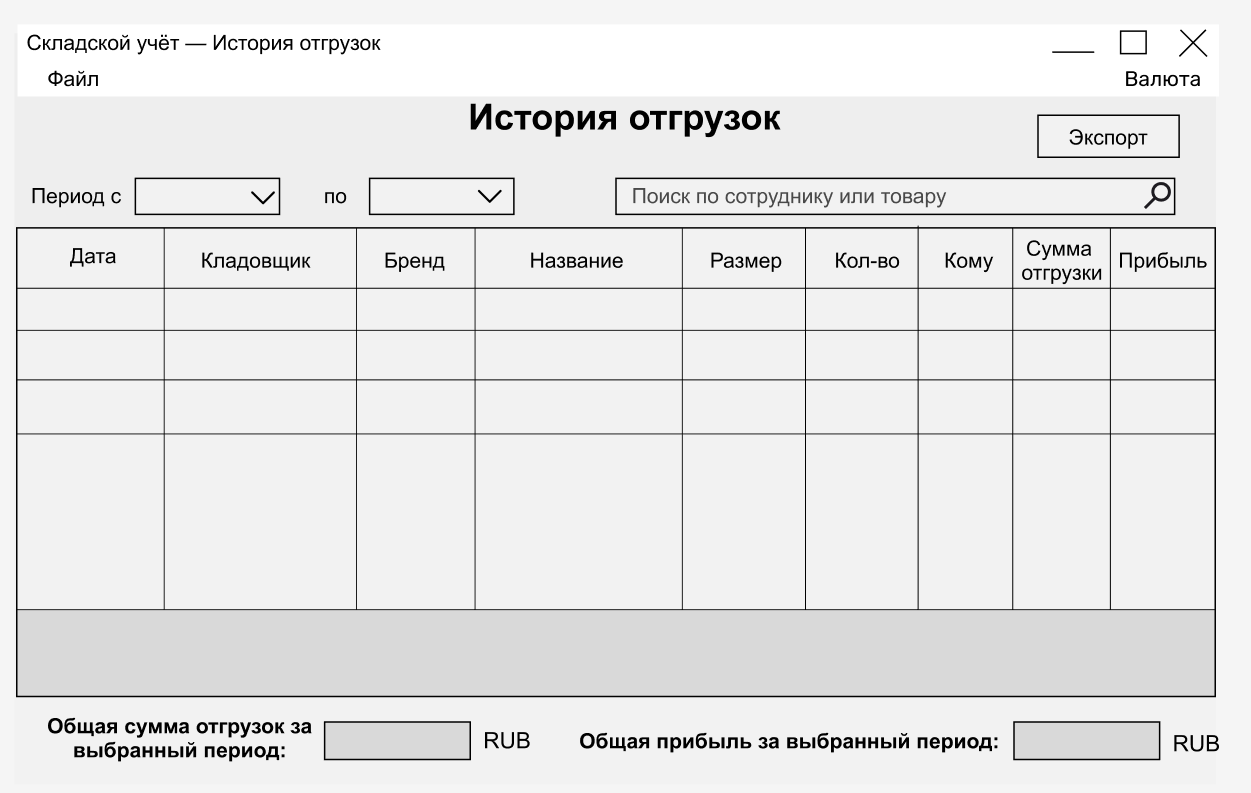 Складской учёт — История отгрузок
Файл
Валюта
История отгрузок
Экспорт
Период с
по
Поиск по сотруднику или товару
Дата
Кладовщик
Бренд
Название
Размер
Кол-во
Кому
Сумма
отгрузки
Прибыль
Общая сумма отгрузок за
выбранный период:
RUB
Общая прибыль за выбранный период:
RUB